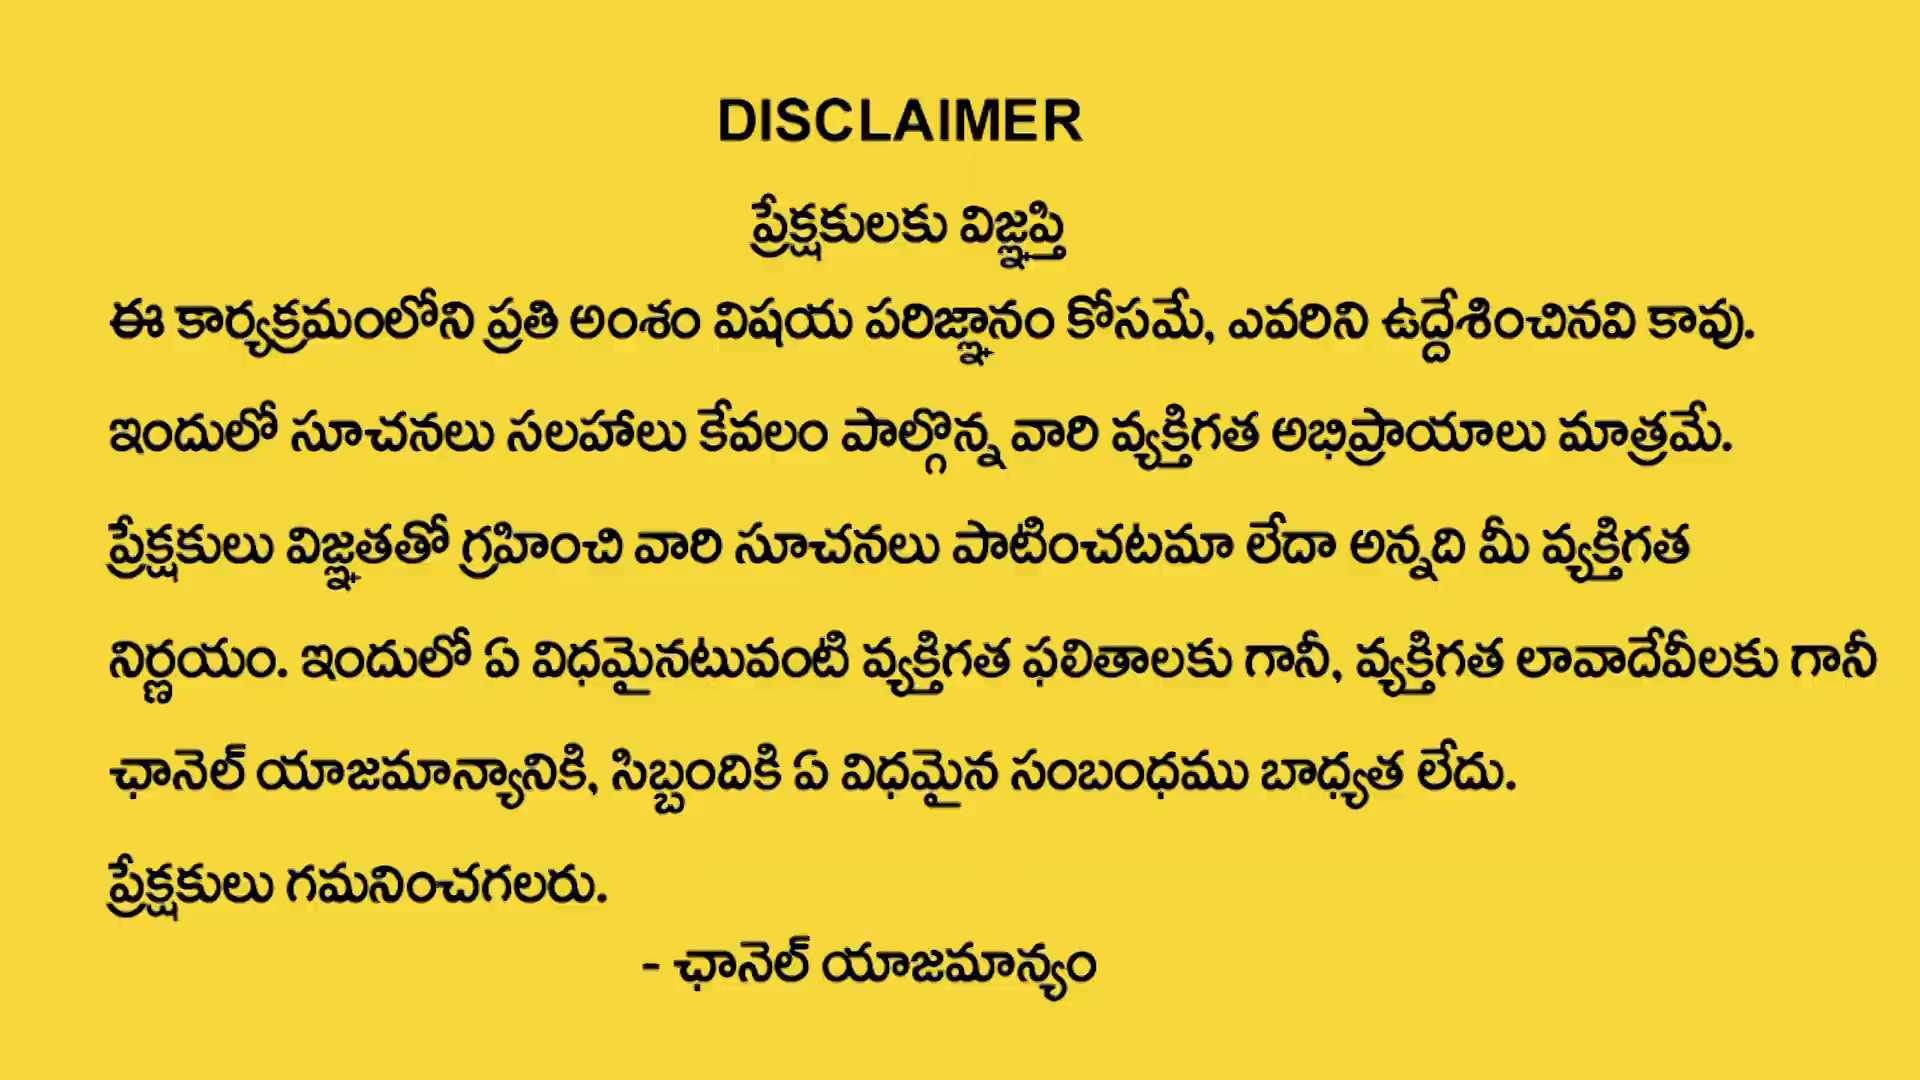 DISCLAIMER
ప్రేక్షకులకు విజ్ఞప్తి
ఈ కార్యక్రమంలోని ప్రతి అంశం విషయ పరిజ్ఞానం కోసమే, ఎవరిని ఉద్దేశించినవి కావు.
ఇందులో సూచనలు సలహాలు కేవలం పాల్గొన్న వారి వ్యక్తిగత అభిప్రాయాలు మాత్రమే.
ప్రేక్షకులు విజ్ఞతతో గ్రహించి వారి సూచనలు పాటించటమా లేదా అన్నది మీ వ్యక్తిగత
నిర్ణయం. ఇందులో ఏ విధమైనటువంటి వ్యక్తిగత ఫలితాలకు గానీ, వ్యక్తిగత లావాదేవీలకు గానీ
ఛానెల్ యాజమాన్యానికి, సిబ్బందికి ఏ విధమైన సంబంధము బాధ్యత లేదు.
ప్రేక్షకులు గమనించగలరు.
- ఛానెల్ యాజమాన్యం